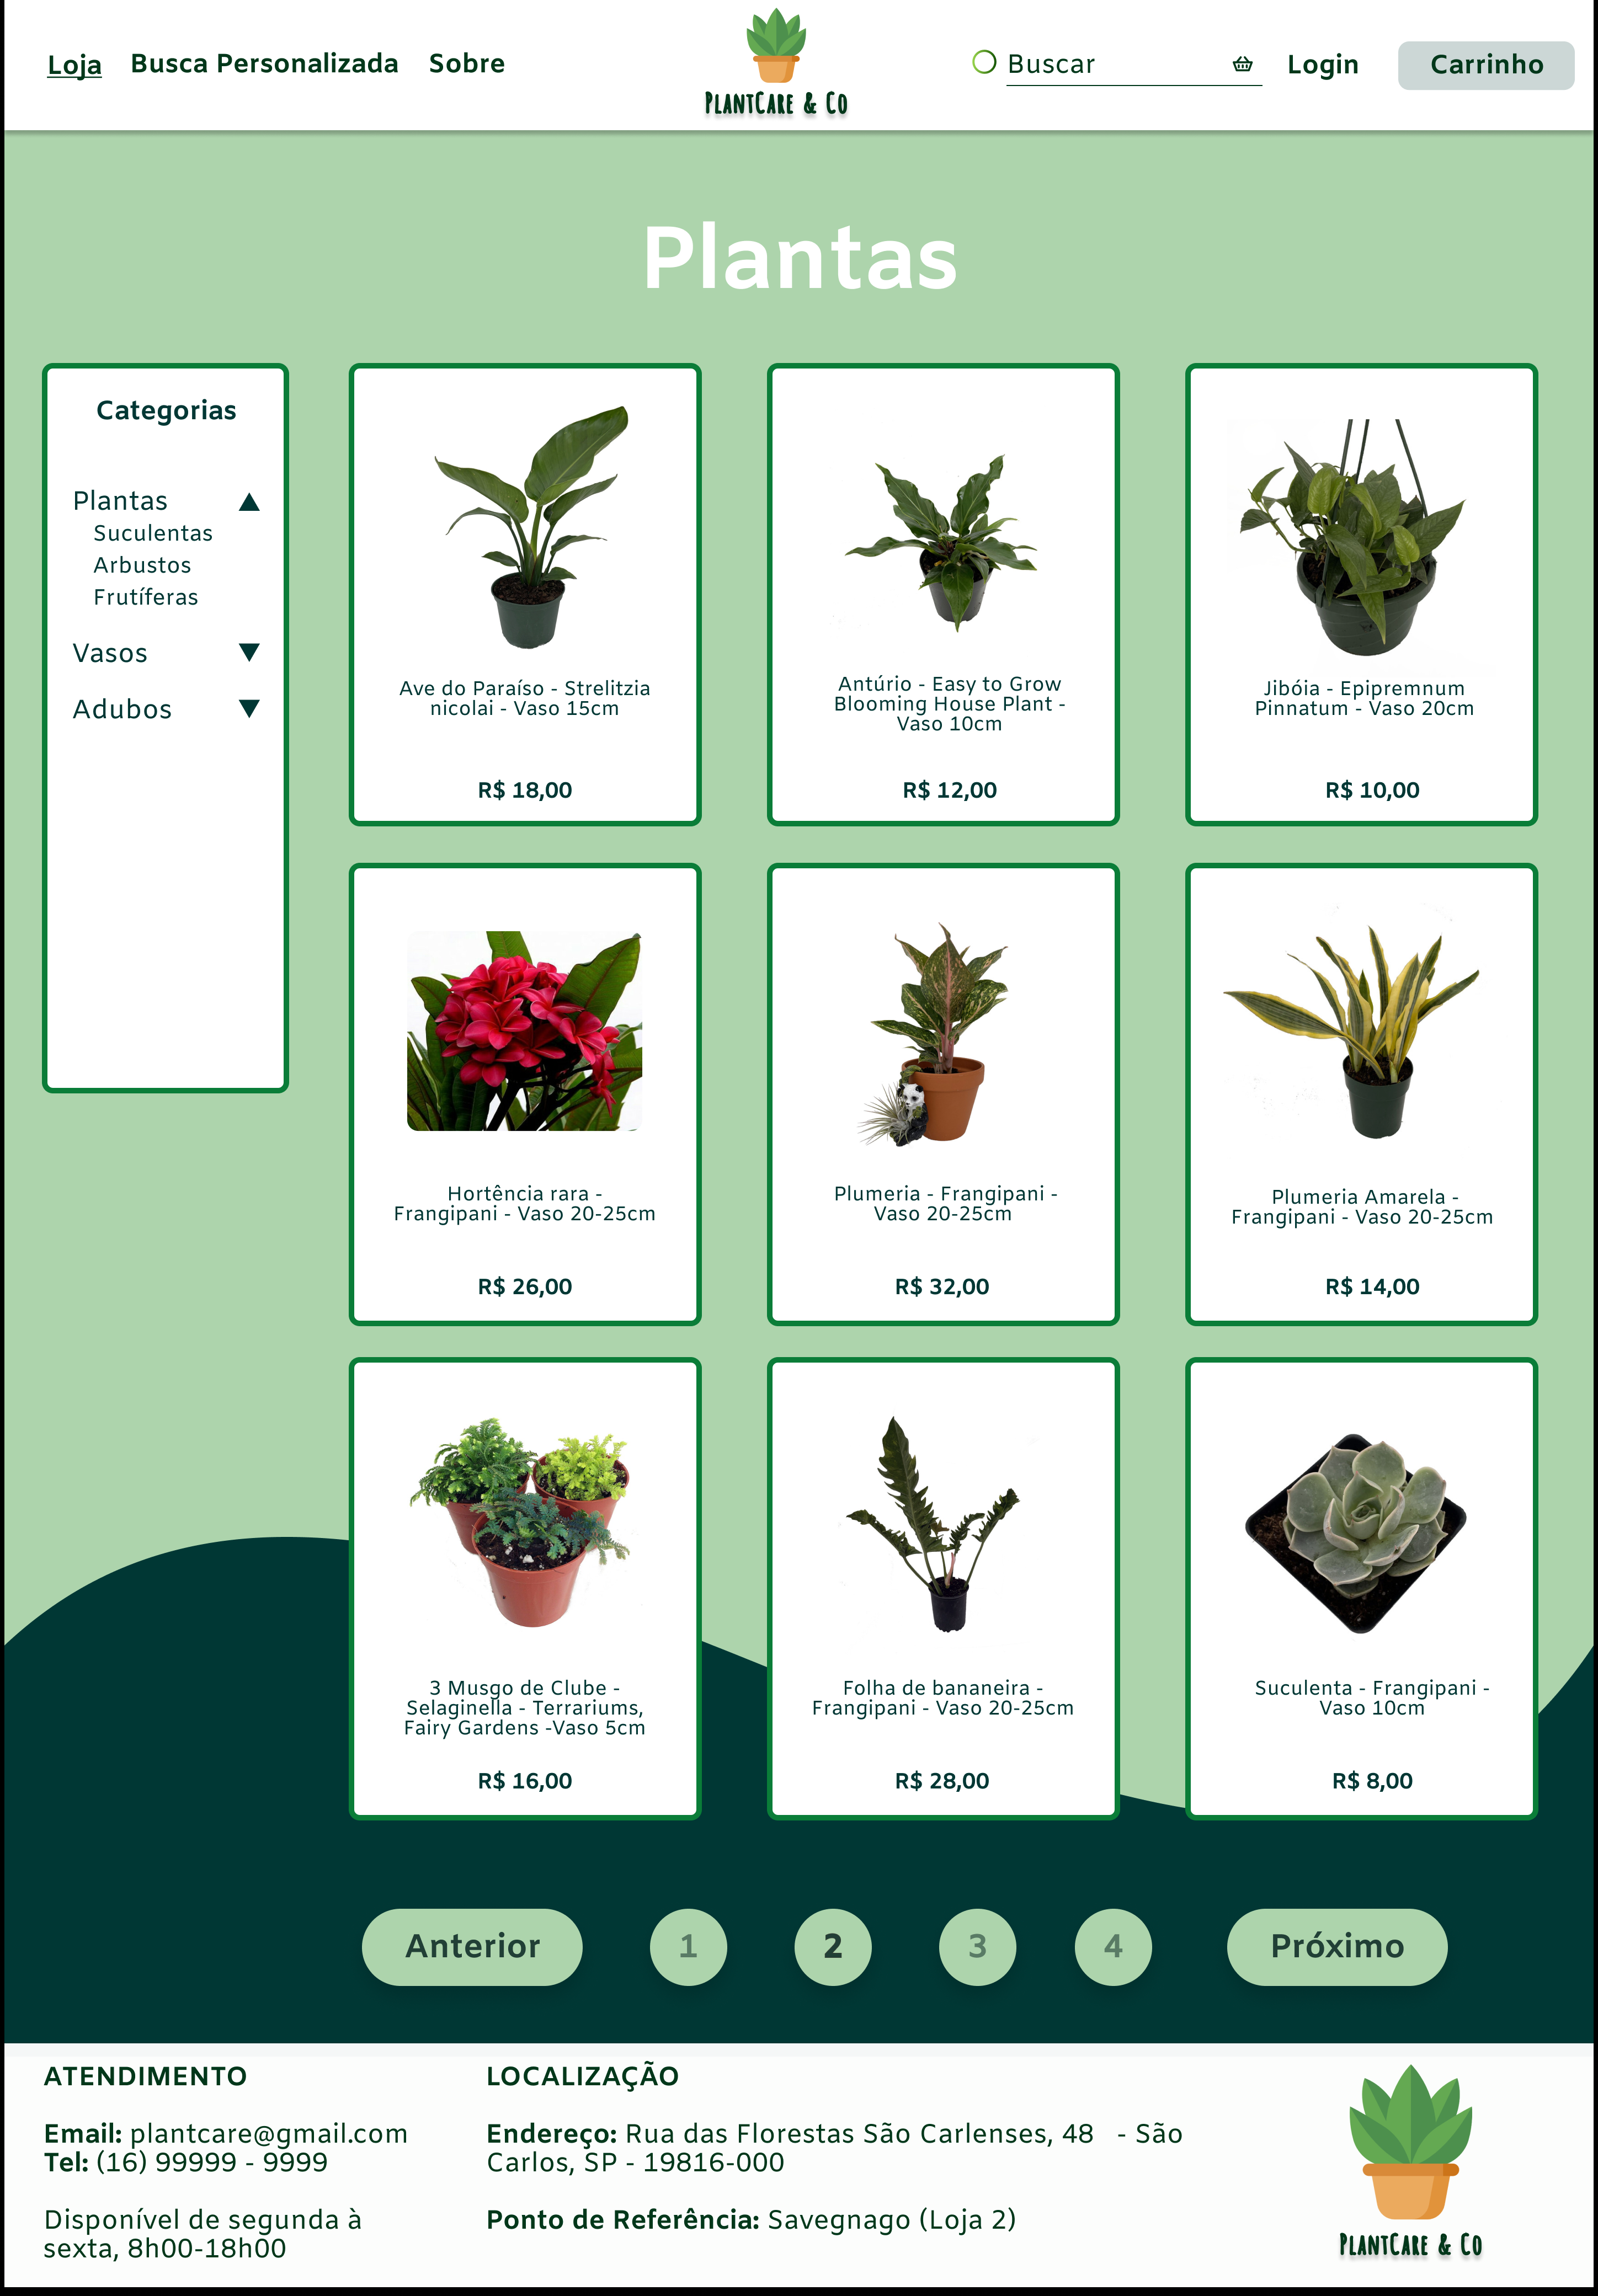 Loja Busca Personalizada Sobre
PLANTCARE & CO
Buscar
Login
Carrinho
Plantas
Categorias
Plantas
Suculentas
Arbustos
Frutíferas
Vasos
Adubos
Ave do Paraíso - Strelitzia
nicolai - Vaso 15cm
R$ 18,00
Antúrio - Easy to Grow
Blooming House Plant -
Vaso 10cm
R$ 12,00
Jibóia - Epipremnum
Pinnatum - Vaso 20cm
R$ 10,00
Hortência rara -
Frangipani - Vaso 20-25cm
R$ 26,00
Plumeria - Frangipani -
Vaso 20-25cm
R$ 32,00
Plumeria Amarela -
Frangipani - Vaso 20-25cm
R$ 14,00
3 Musgo de Clube -
Selaginella - Terrariums,
Fairy Gardens -Vaso 5cm
R$ 16,00
Folha de bananeira -
Frangipani - Vaso 20-25cm
R$ 28,00
Suculenta - Frangipani -
Vaso 10cm
R$ 8,00
Anterior 1 2 3 4 Próximo
ATENDIMENTO
Email: plantcare@gmail.com
Tel: (16) 99999 - 9999
Disponível de segunda à
sexta, 8h00-18h00
LOCALIZAÇÃO
Endereço: Rua das Florestas São Carlenses, 48 - São
Carlos, SP - 19816-000
Ponto de Referência: Savegnago (Loja 2)
PLANTCARE & CO